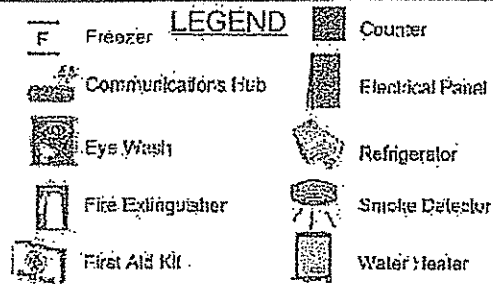 LEGEND
F Freezer
Communications Hub
Eye Wash
Fire Extinguisher
First Aid Kit
Counter
Electrical Panel
Refrigerator
Smoke Detector
Water Heater